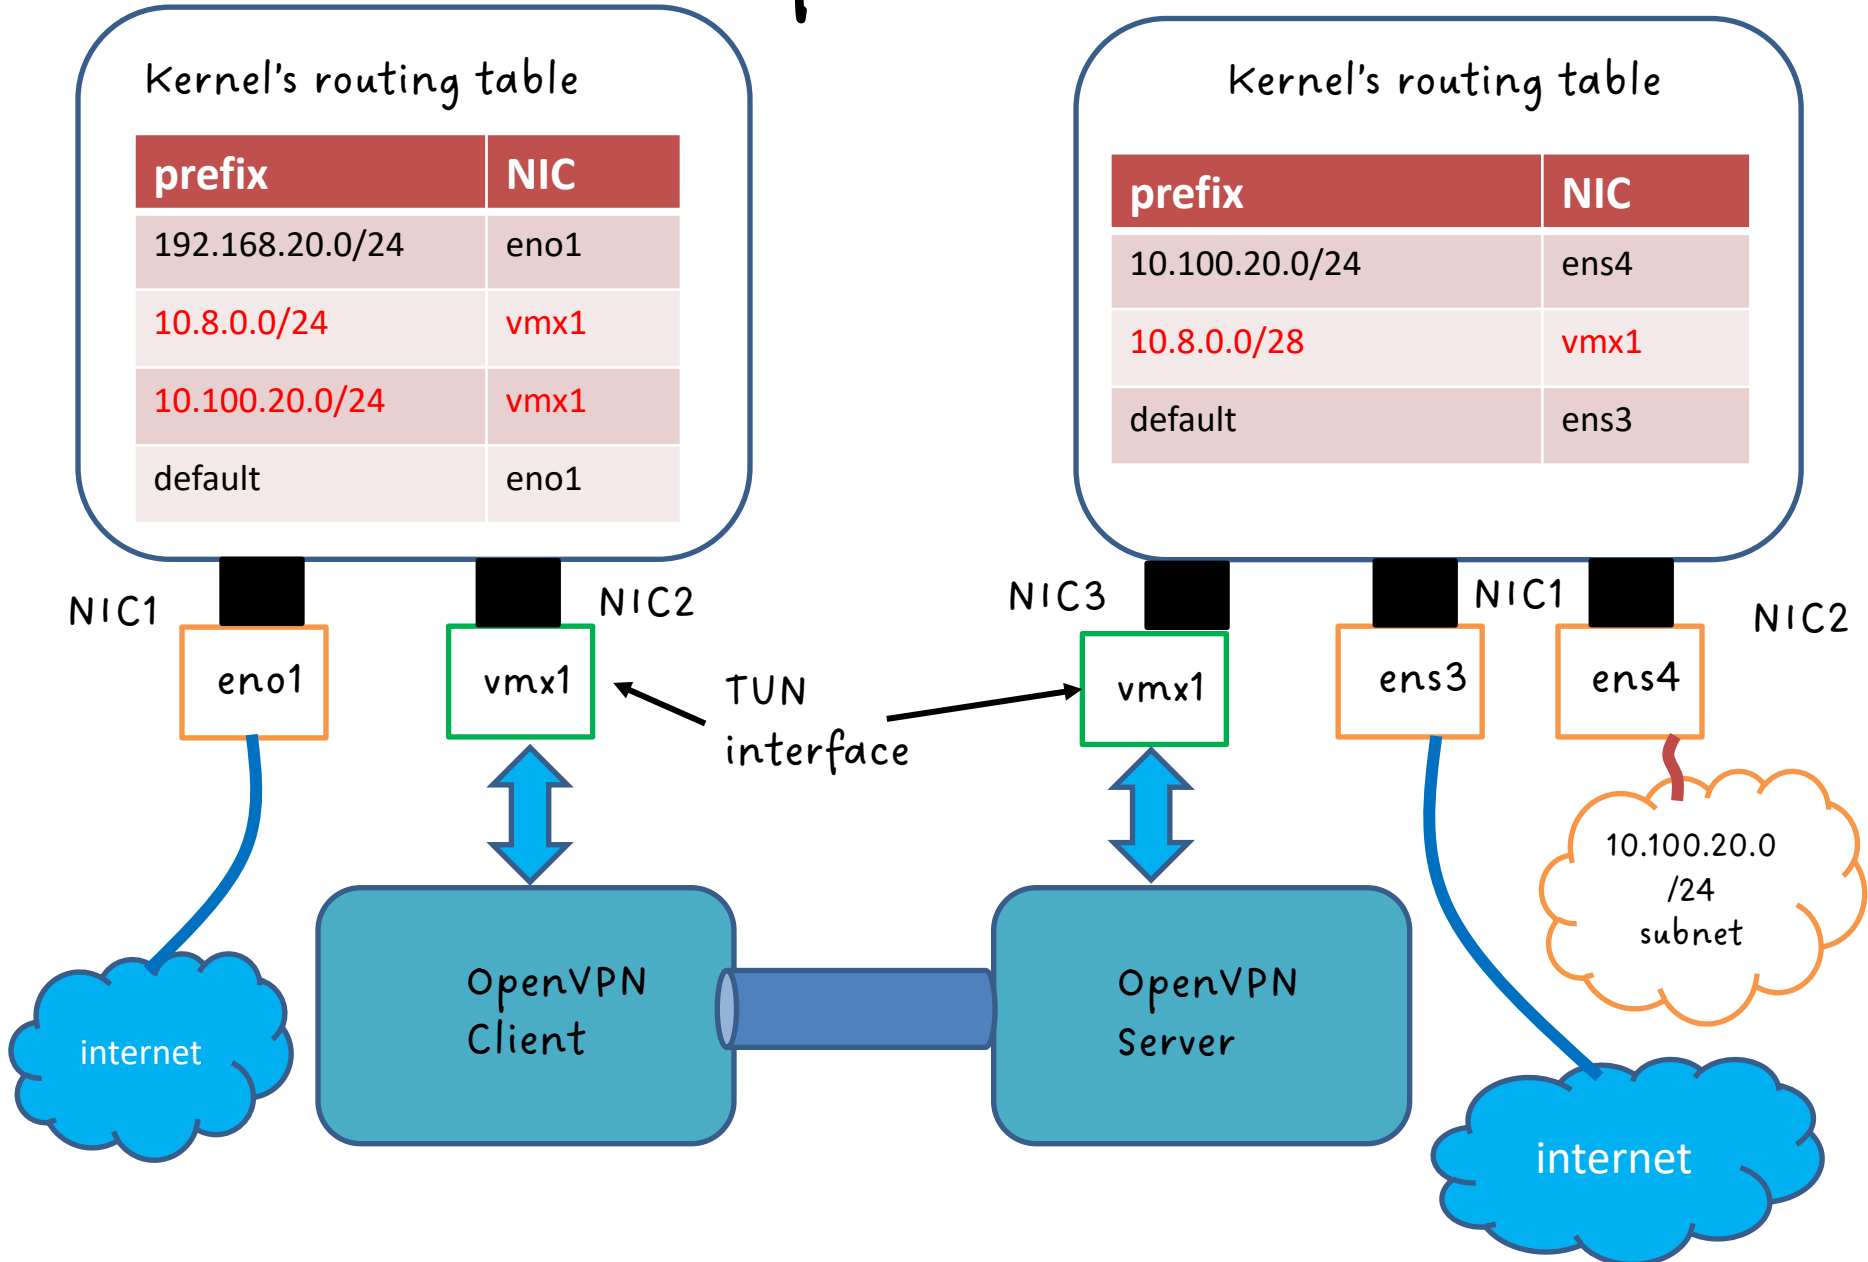 Kernel's routing table
prefix NIC
192.168.20.0/24 eno1
10.8.0.0/24 vmx1
10.100.20.0/24 vmx1
default eno1
Kernel's routing table
prefix NIC
10.100.20.0/24 ens4
10.8.0.0/28 vmx1
default ens3
NIC1
NIC2
NIC3
NIC1
NIC2
eno1
vmx1
TUN
interface
vmx1
ens3
ens4
10.100.20.0
/24
subnet
OpenVPN
Client
OpenVPN
Server
internet
internet